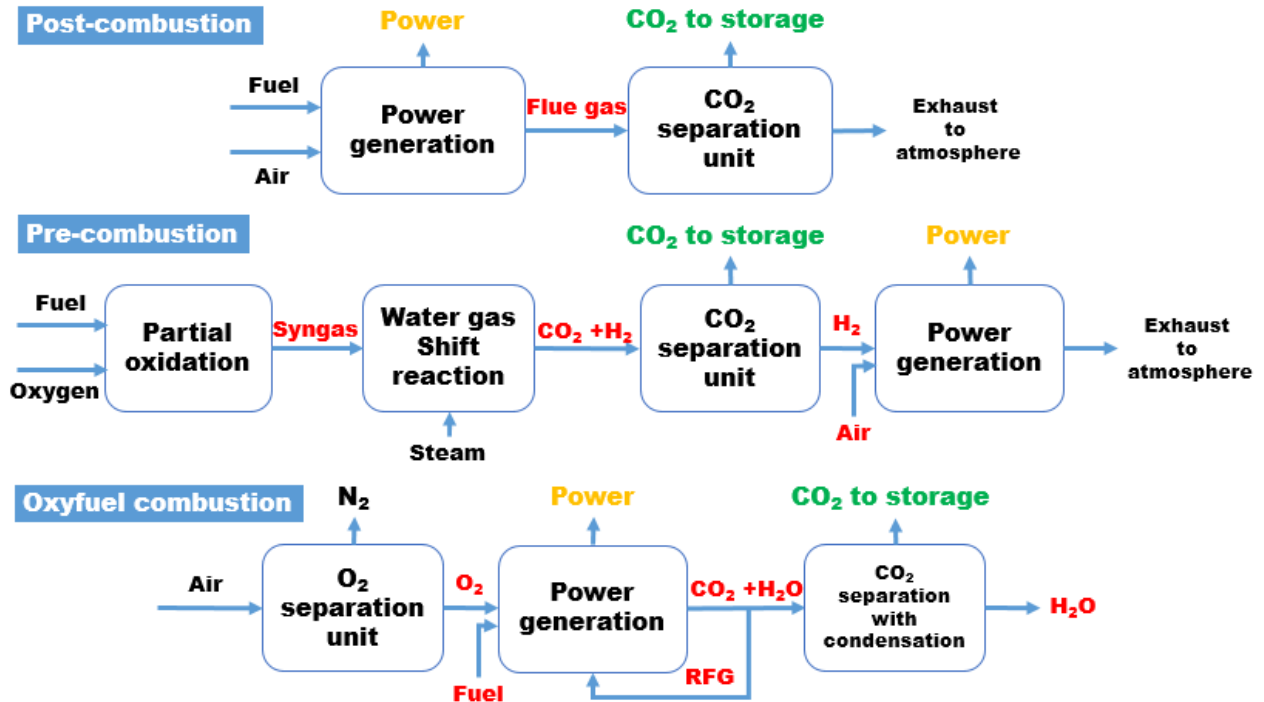 Post-combustion
Power
CO₂ to storage
Fuel
Air
Power
generation
Flue gas
CO₂
separation
unit
Exhaust
to
atmosphere
Pre-combustion
CO₂ to storage
Power
Fuel
Oxygen
Partial
oxidation
Syngas
Water gas
Shift
reaction
Steam
CO₂ +H₂
CO₂
separation
unit
H₂
Air
Power
generation
Exhaust
to
atmosphere
Oxyfuel combustion
N₂
Power
CO₂ to storage
Air
O₂
separation
unit
O₂
Fuel
Power
generation
CO₂ +H₂O
RFG
CO₂
separation
with
condensation
H₂O